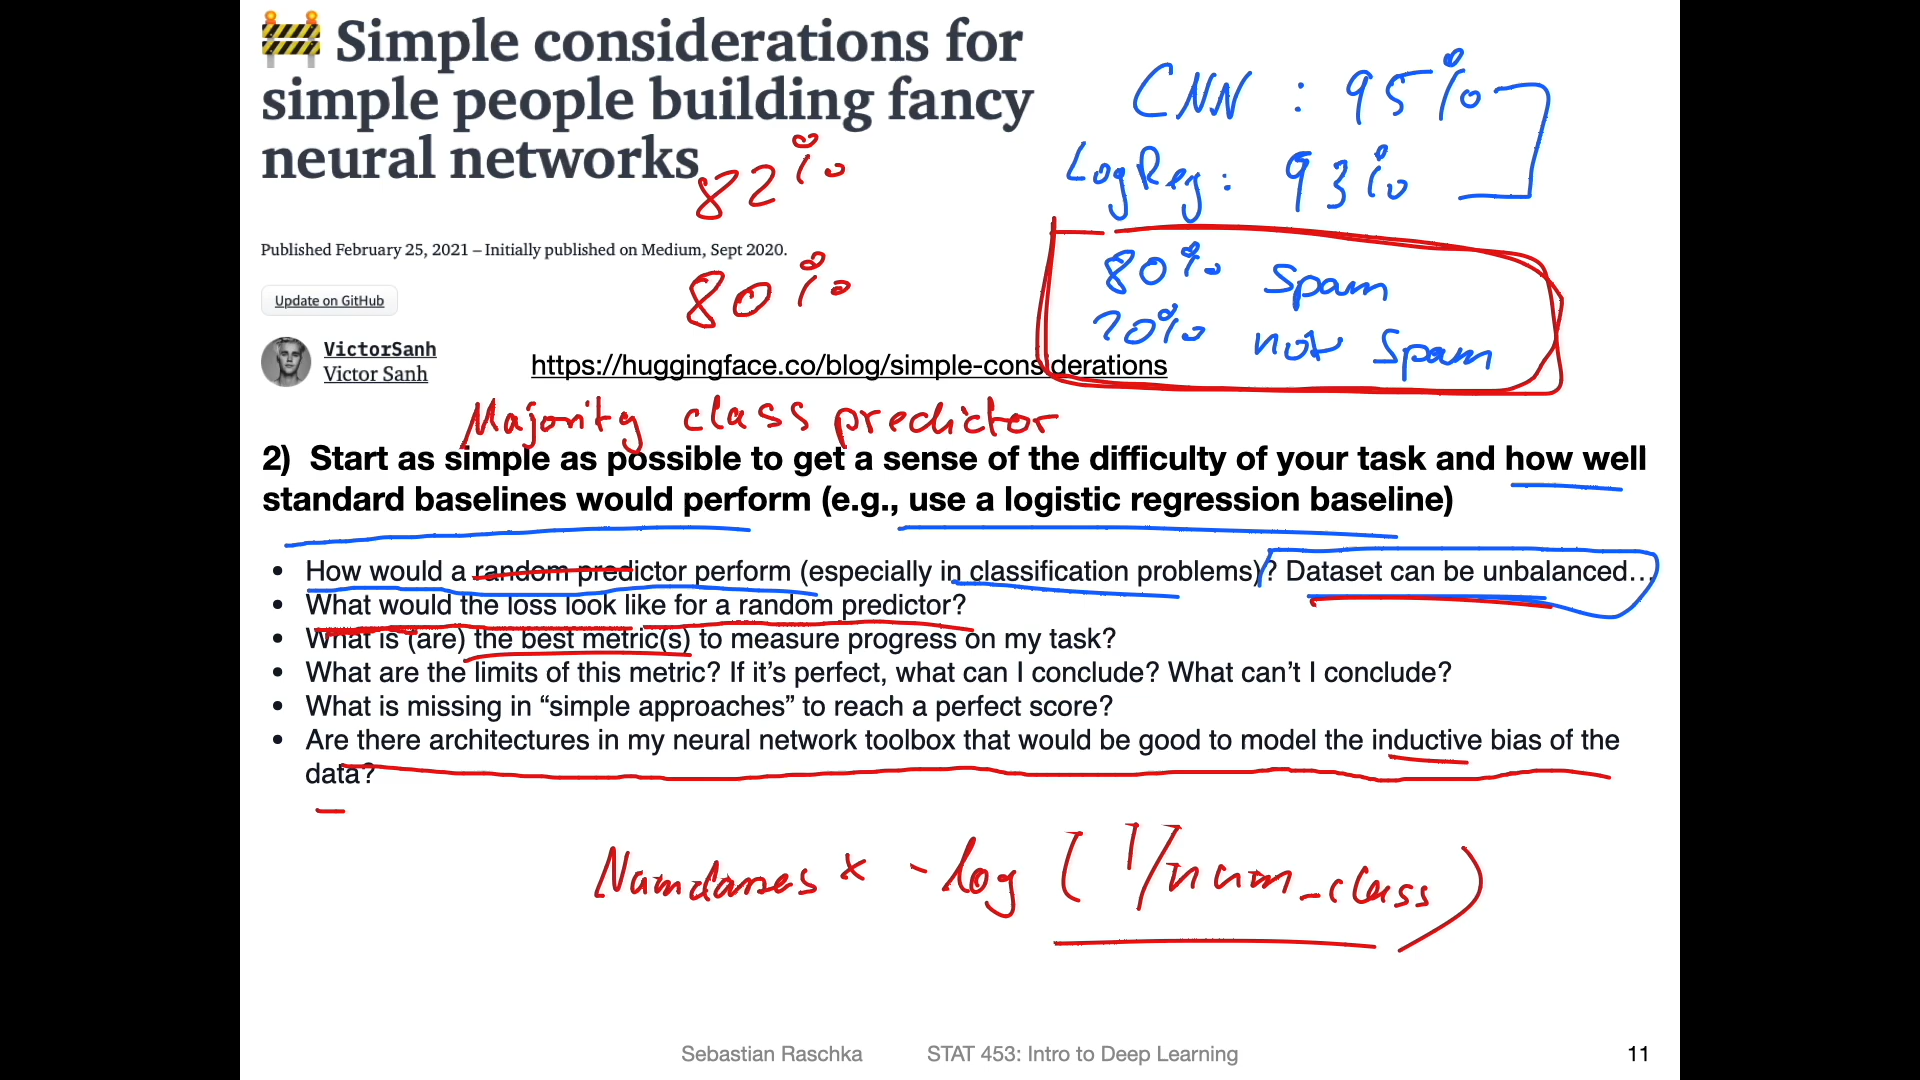 🚧 Simple considerations for
simple people building fancy
neural networks
CNN : 95%
LogReg: 93%
82%
Published February 25, 2021 – Initially published on Medium, Sept 2020.
80% Spam
20% not Spam
80%
Update on GitHub
VictorSanh
Victor Sanh
https://huggingface.co/blog/simple-considerations
Majority class predictor
2) Start as simple as possible to get a sense of the difficulty of your task and how well
standard baselines would perform (e.g., use a logistic regression baseline)
• How would a random predictor perform (especially in classification problems)? Dataset can be unbalanced…
• What would the loss look like for a random predictor?
• What is (are) the best metric(s) to measure progress on my task?
• What are the limits of this metric? If it’s perfect, what can I conclude? What can’t I conclude?
• What is missing in “simple approaches” to reach a perfect score?
• Are there architectures in my neural network toolbox that would be good to model the inductive bias of the
data?
Numclasses x -log ( 1/num_class )
Sebastian Raschka STAT 453: Intro to Deep Learning 11